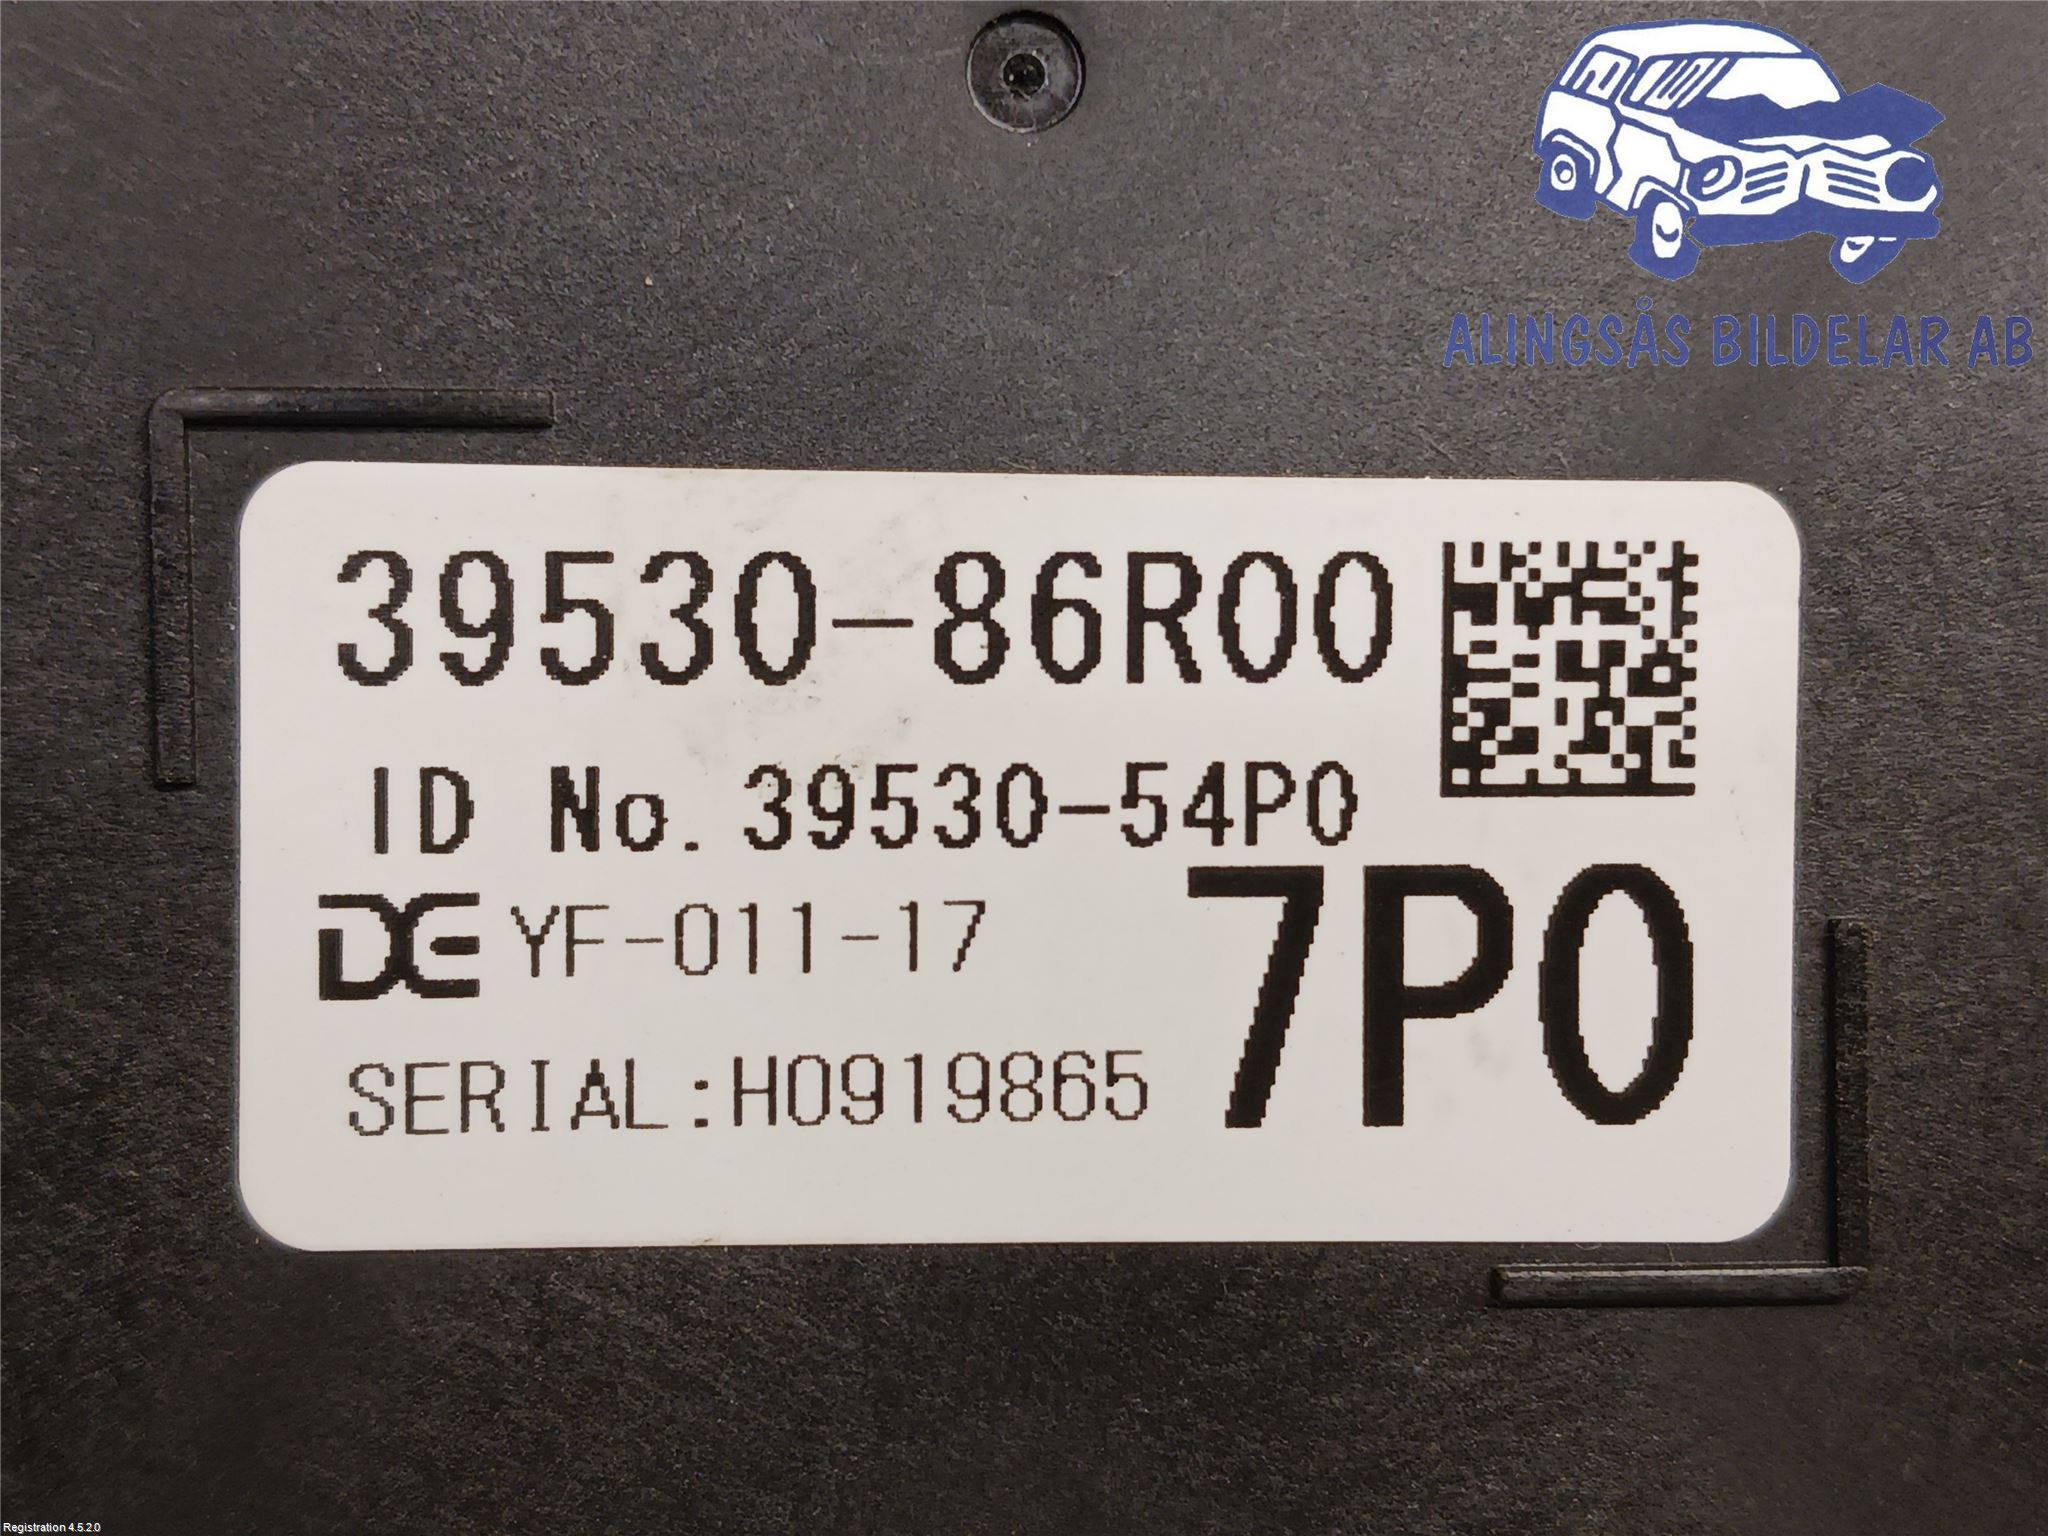 ALINGSÅS BILDELAR AB
39530-86R00
ID No. 39530-54P0
DE YF-011-17
7P0
SERIAL:H0919865
Registration 4.5.2.0